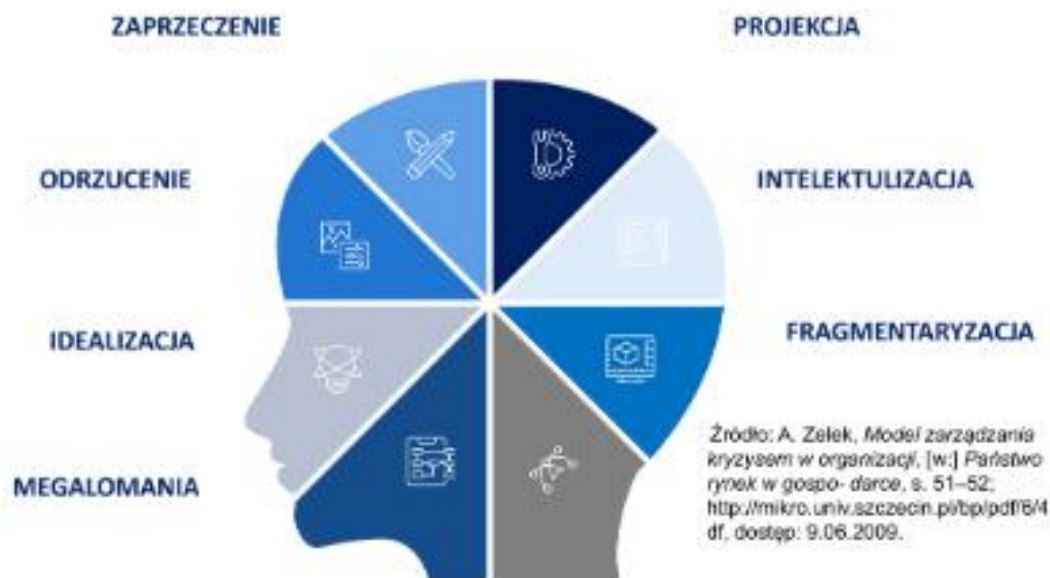 ZAPRZECZENIE
PROJEKCJA
ODRZUCENIE
INTELEKTULIZACJA
IDEALIZACJA
FRAGMENTARYZACJA
MEGALOMANIA
Źródło: A. Zelek, Model zarządzania
kryzysem w organizacji, [w:] Państwo
rynek w gospo- darce, s. 51–52;
http://mikro.univ.szczecin.pl/bp/pdf/6/4
df, dostęp: 9.06.2009.